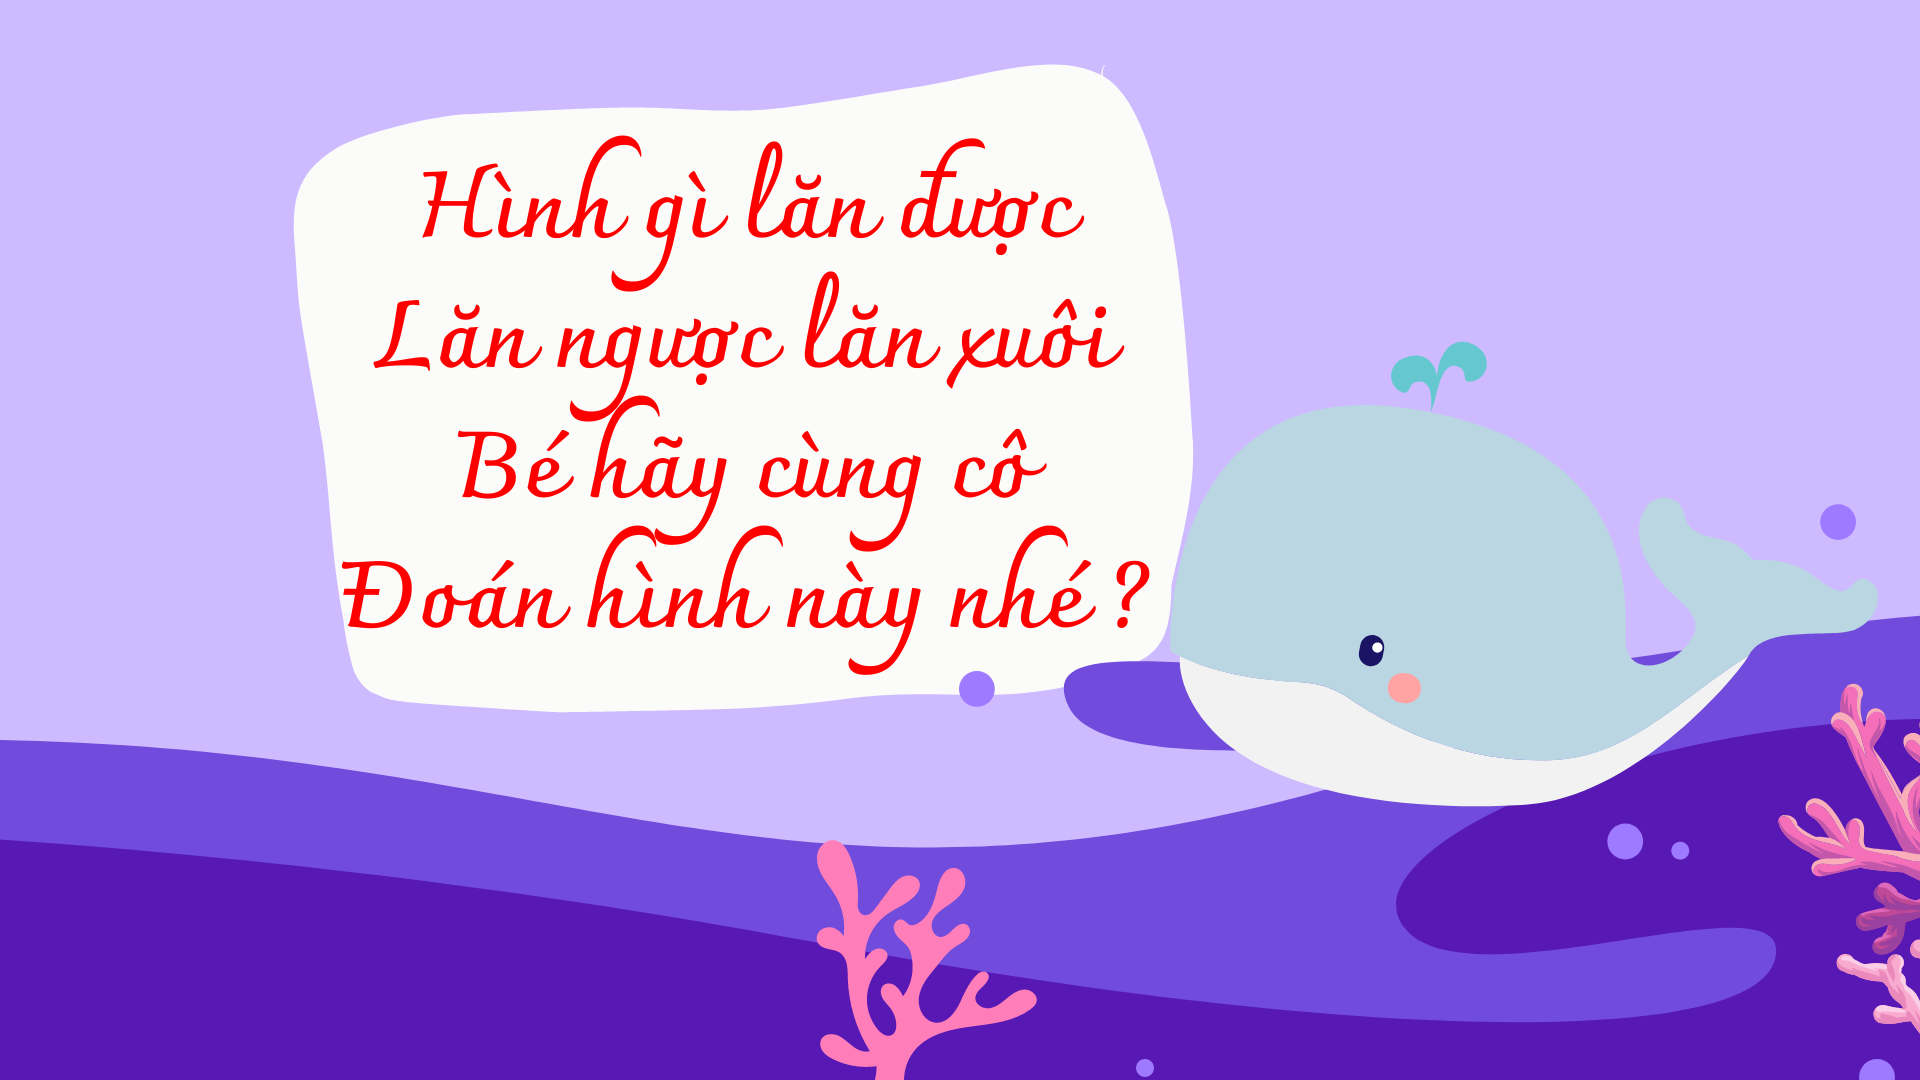 Hình gì lăn được
Lăn ngược lăn xuôi
Bé hãy cùng cô
Đoán hình này nhé?